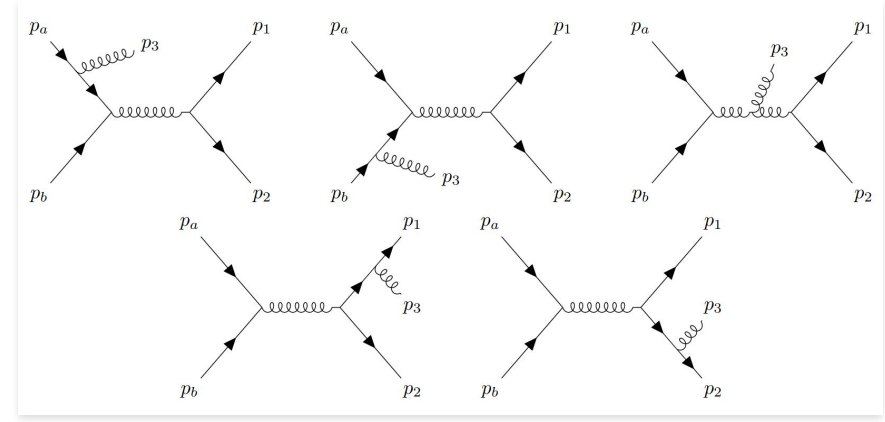 p_a p_3 p_1 p_a p_1 p_a p_3 p_1
p_b p_2 p_b p_3 p_2 p_b p_2
p_a p_1 p_a p_1
p_3 p_3
p_b p_2 p_b p_2